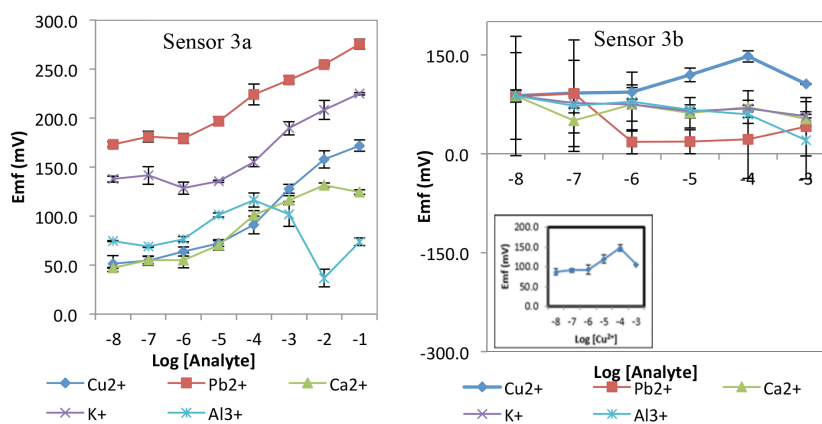 Sensor 3a
Emf (mV)
300.0
250.0
200.0
150.0
100.0
50.0
0.0
-8 -7 -6 -5 -4 -3 -2 -1
Log [Analyte]
Cu2+ Pb2+ Ca2+
K+ Al3+
Sensor 3b
Emf (mV)
150.0
0.0
-150.0
-300.0
-8 -7 -6 -5 -4 -3
Emf (mV)
200.0
150.0
100.0
50.0
0.0
-8 -7 -6 -5 -4 -3
Log [Cu²⁺]
Log [Analyte]
Cu2+ Pb2+ Ca2+
K+ Al3+